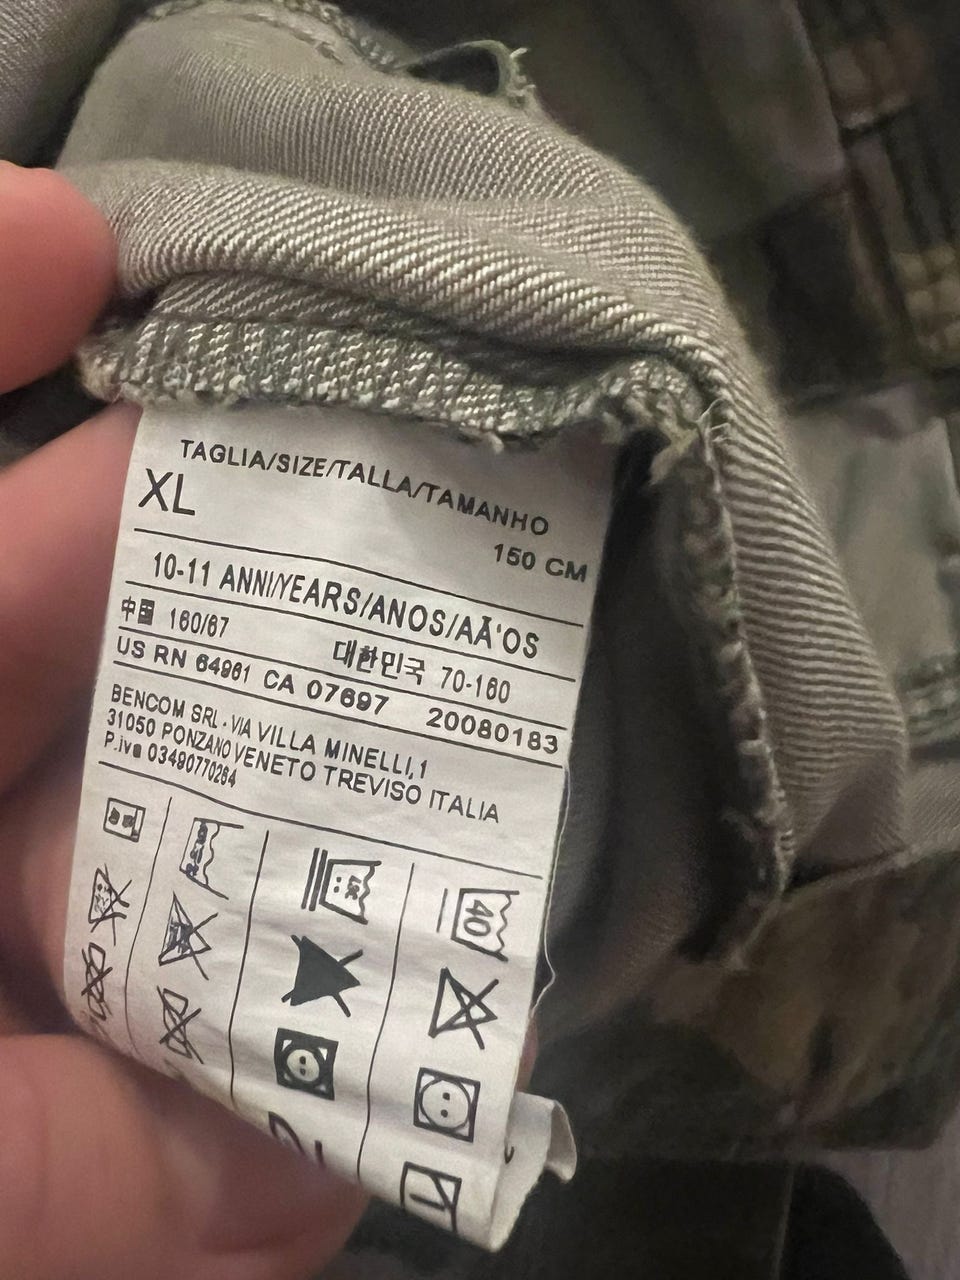 TAGLIA/SIZE/TALLA/TAMANHO
XL
150 CM
10-11 ANNI/YEARS/ANOS/AÃ'OS
中国 160/67 대한민국 70-160
US RN 64961 CA 07697 20080183
BENCOM SRL - VIA VILLA MINELLI,1
31050 PONZANO VENETO TREVISO ITALIA
P.iva 03490770264
40